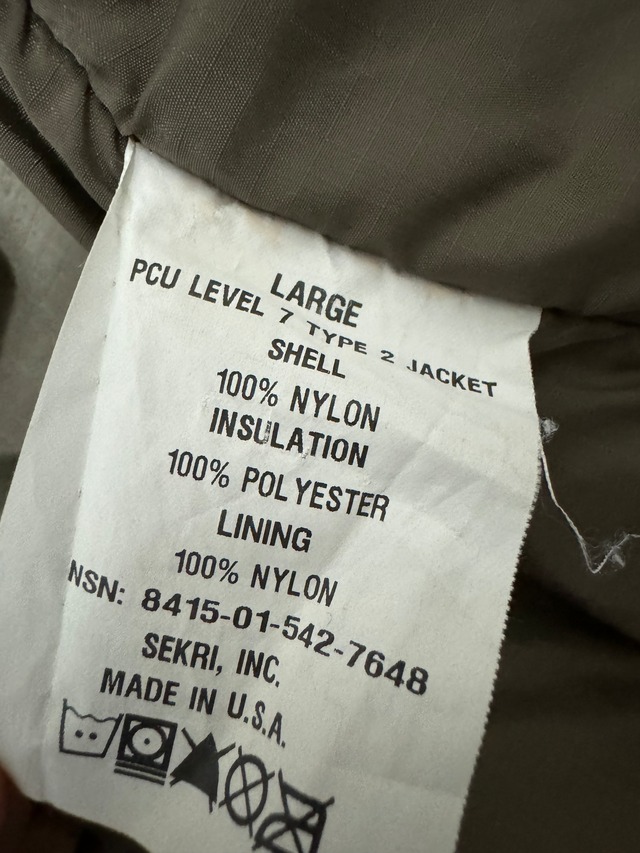 LARGE
PCU LEVEL 7 TYPE 2 JACKET
SHELL
100% NYLON
INSULATION
100% POLYESTER
LINING
100% NYLON
NSN: 8415-01-542-7648
SEKRI, INC.
MADE IN U.S.A.